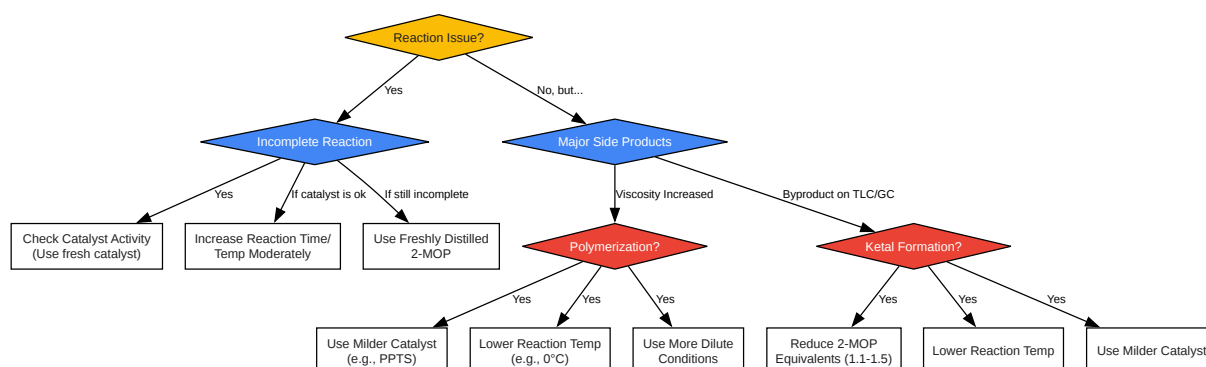 Reaction Issue?
Yes
No, but...
Incomplete Reaction
Major Side Products
Yes
If catalyst is ok
If still incomplete
Viscosity Increased
Byproduct on TLC/GC
Check Catalyst Activity
(Use fresh catalyst)
Increase Reaction Time/
Temp Moderately
Use Freshly Distilled
2-MOP
Polymerization?
Ketal Formation?
Yes
Yes
Yes
Yes
Yes
Yes
Use Milder Catalyst
(e.g., PPTS)
Lower Reaction Temp
(e.g., 0°C)
Use More Dilute
Conditions
Reduce 2-MOP
Equivalents (1.1-1.5)
Lower Reaction Temp
Use Milder Catalyst